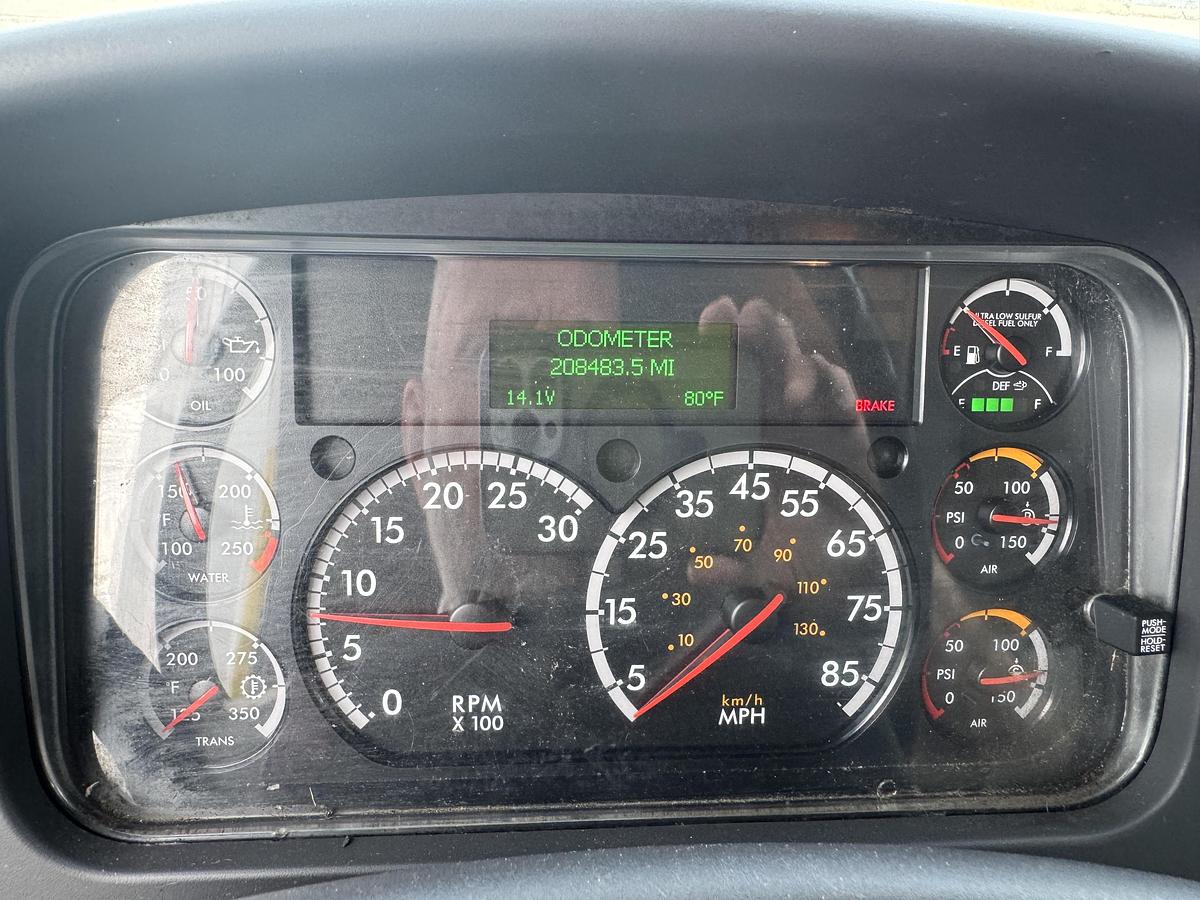 50
0 100
OIL
150 200
°F
100 250
WATER
200 275
°F
350
TRANS
ODOMETER
208483.5 MI
14.1V 80°F
BRAKE
0
5
10
15
20
25
30
RPM
X 100
5
15
25
35
45
55
65
75
85
10
30
50
70
90
110
130
km/h
MPH
ULTRA LOW SULFUR
DIESEL FUEL ONLY
E F
DEF
E F
50 100
PSI
0 150
AIR
50 100
PSI
0 150
AIR
PUSH-
MODE
HOLD-
RESET